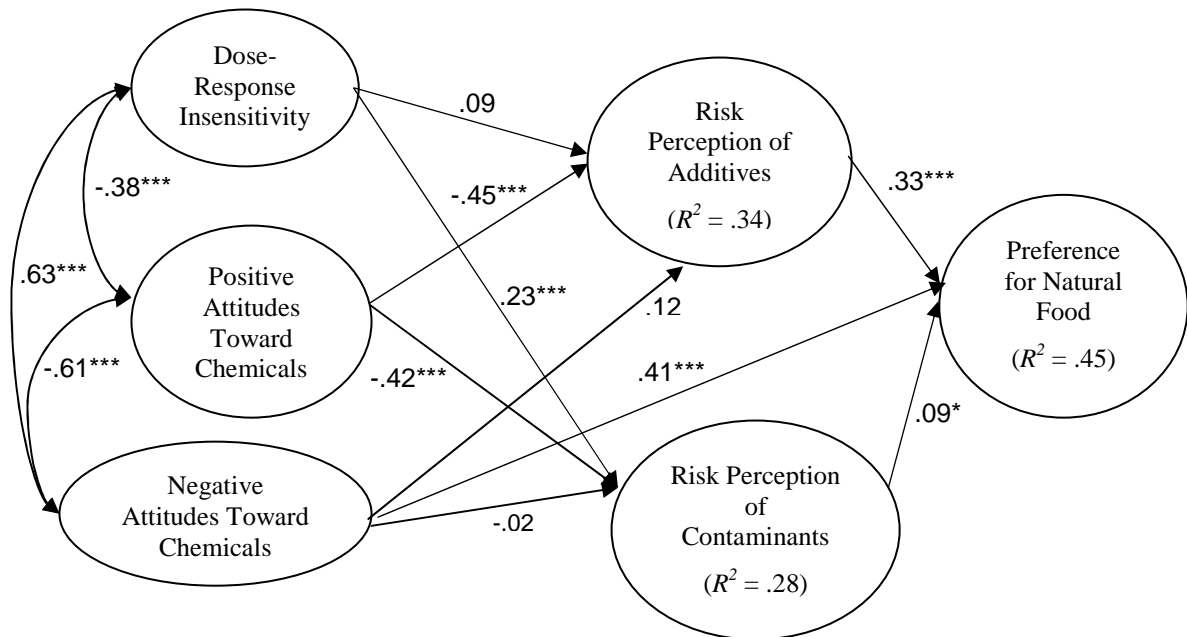 Dose-
Response
Insensitivity
.09
Risk
Perception of
Additives
(R² = .34)
-.38***
-.45***
.33***
.63***
Positive
Attitudes
Toward
Chemicals
.23***
.12
Preference
for Natural
Food
(R² = .45)
-.61***
-.42***
.41***
.09*
Negative
Attitudes Toward
Chemicals
-.02
Risk Perception
of
Contaminants
(R² = .28)